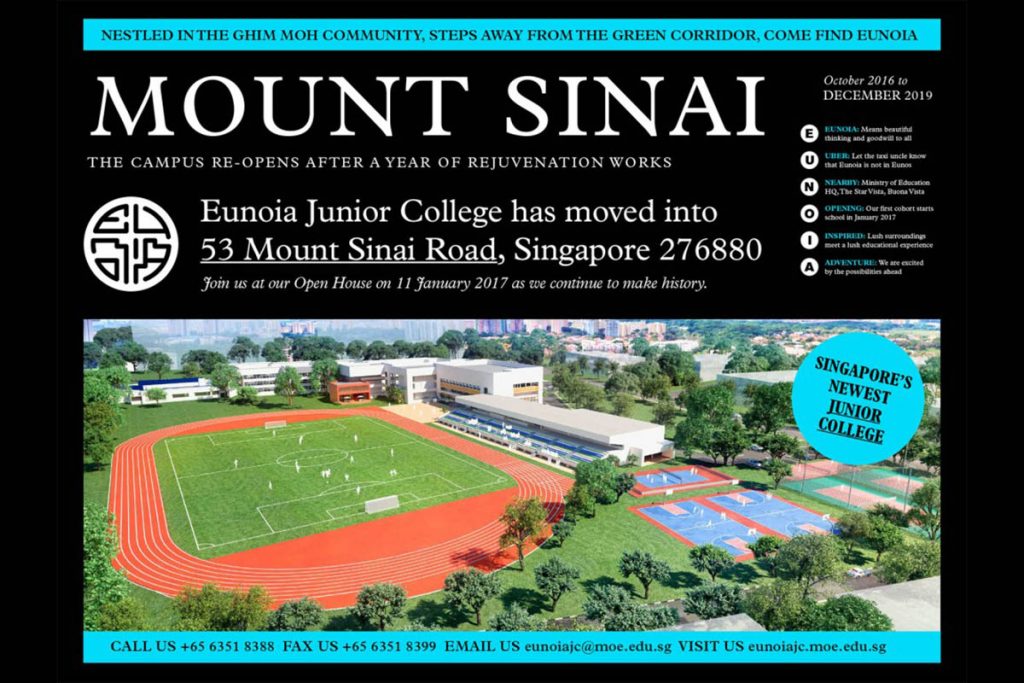 NESTLED IN THE GHIM MOH COMMUNITY, STEPS AWAY FROM THE GREEN CORRIDOR, COME FIND EUNOIA
MOUNT SINAI
THE CAMPUS RE-OPENS AFTER A YEAR OF REJUVENATION WORKS
October 2016 to
DECEMBER 2019
E EUNOIA: Means beautiful
thinking and goodwill to all
U UBER: Let the taxi uncle know
that Eunoia is not in Eunos
N NEARBY: Ministry of Education
HQ, The Star Vista, Buona Vista
O OPENING: Our first cohort starts
school in January 2017
I INSPIRED: Lush surroundings
meet a lush educational experience
A ADVENTURE: We are excited
by the possibilities ahead
EU
NOIA
Eunoia Junior College has moved into
53 Mount Sinai Road, Singapore 276880
Join us at our Open House on 11 January 2017 as we continue to make history.
SINGAPORE'S
NEWEST
JUNIOR
COLLEGE
CALL US +65 6351 8388 FAX US +65 6351 8399 EMAIL US eunoiajc@moe.edu.sg VISIT US eunoiajc.moe.edu.sg